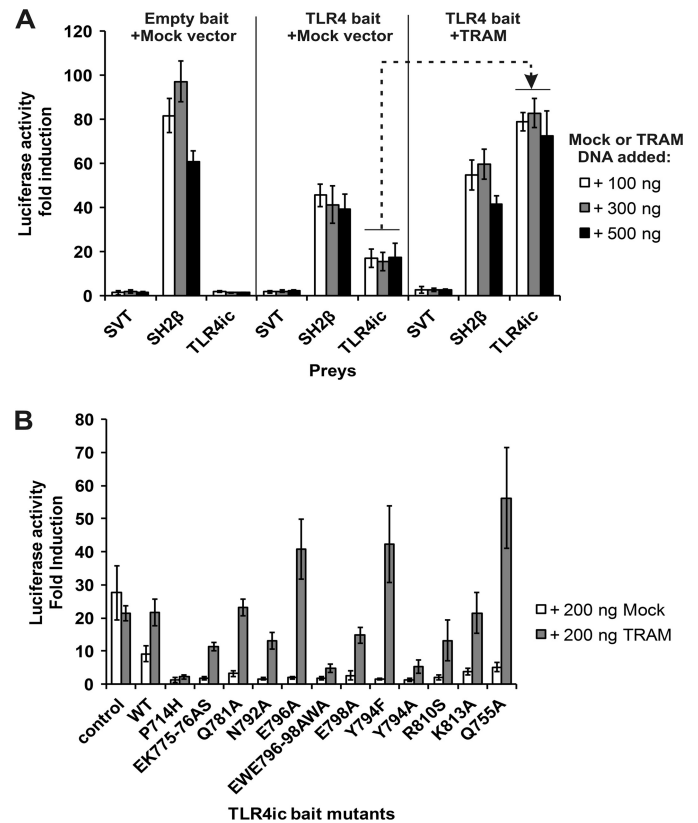 A
Empty bait
+Mock vector
TLR4 bait
+Mock vector
TLR4 bait
+TRAM
Luciferase activity
fold induction
120
100
80
60
40
20
0
SVT
SH2β
TLR4ic
SVT
SH2β
TLR4ic
SVT
SH2β
TLR4ic
Preys
Mock or TRAM
DNA added:
+ 100 ng
+ 300 ng
+ 500 ng
B
Luciferase activity
Fold Induction
80
70
60
50
40
30
20
10
0
control
WT
P714H
EK775-76AS
Q781A
N792A
E796A
EWE796-98AWA
E798A
Y794F
Y794A
R810S
K813A
Q755A
TLR4ic bait mutants
+ 200 ng Mock
+ 200 ng TRAM